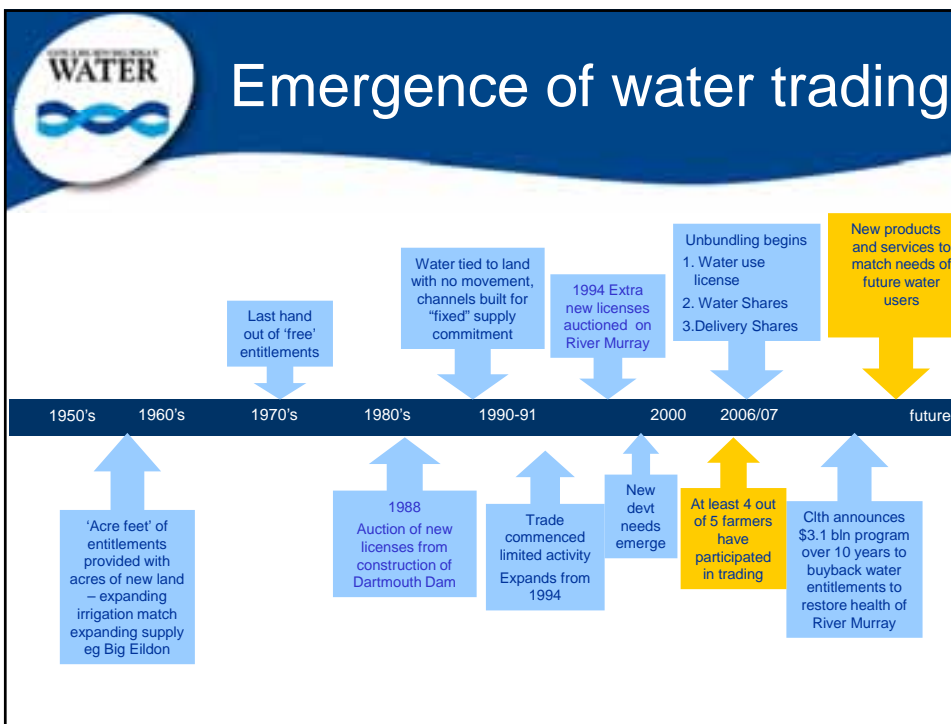 WATER
Emergence of water trading
Last hand
out of ‘free’
entitlements
Water tied to land
with no movement,
channels built for
“fixed” supply
commitment
1994 Extra
new licenses
auctioned on
River Murray
Unbundling begins
1. Water use
license
2. Water Shares
3.Delivery Shares
New products
and services to
match needs of
future water
users
1950's 1960's 1970's 1980's 1990-91 2000 2006/07 future
‘Acre feet’ of
entitlements
provided with
acres of new land
– expanding
irrigation match
expanding supply
eg Big Eildon
1988
Auction of new
licenses from
construction of
Dartmouth Dam
Trade
commenced
limited activity
Expands from
1994
New
devt
needs
emerge
At least 4 out
of 5 farmers
have
participated
in trading
Clth announces
$3.1 bln program
over 10 years to
buyback water
entitlements to
restore health of
River Murray